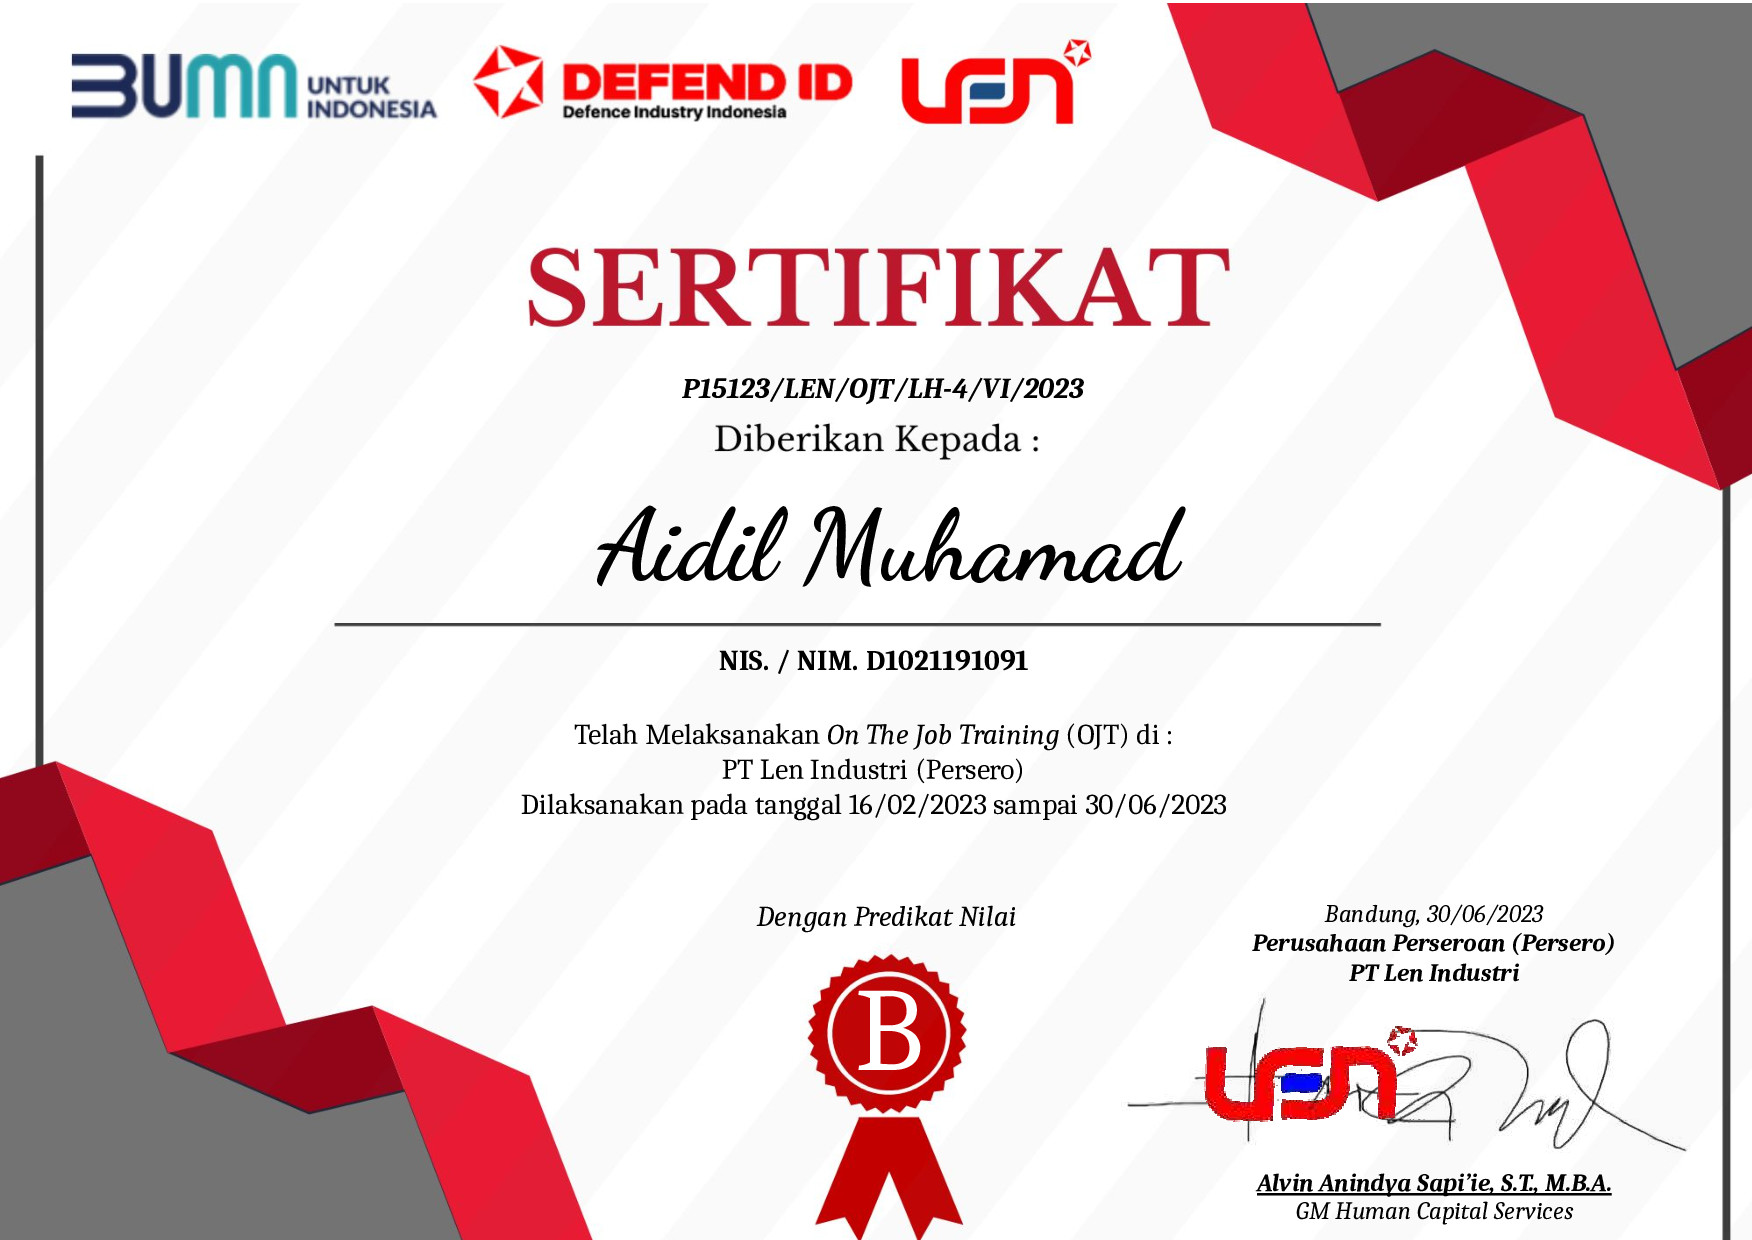 BUMN UNTUK INDONESIA
DEFEND ID
Defence Industry Indonesia
LEN
SERTIFIKAT
P15123/LEN/OJT/LH-4/VI/2023
Diberikan Kepada :
Aidil Muhamad
NIS. / NIM. D1021191091
Telah Melaksanakan On The Job Training (OJT) di :
PT Len Industri (Persero)
Dilaksanakan pada tanggal 16/02/2023 sampai 30/06/2023
Dengan Predikat Nilai
B
Bandung, 30/06/2023
Perusahaan Perseroan (Persero)
PT Len Industri
LEN
Alvin Anindya Sapi’ie, S.T., M.B.A.
GM Human Capital Services